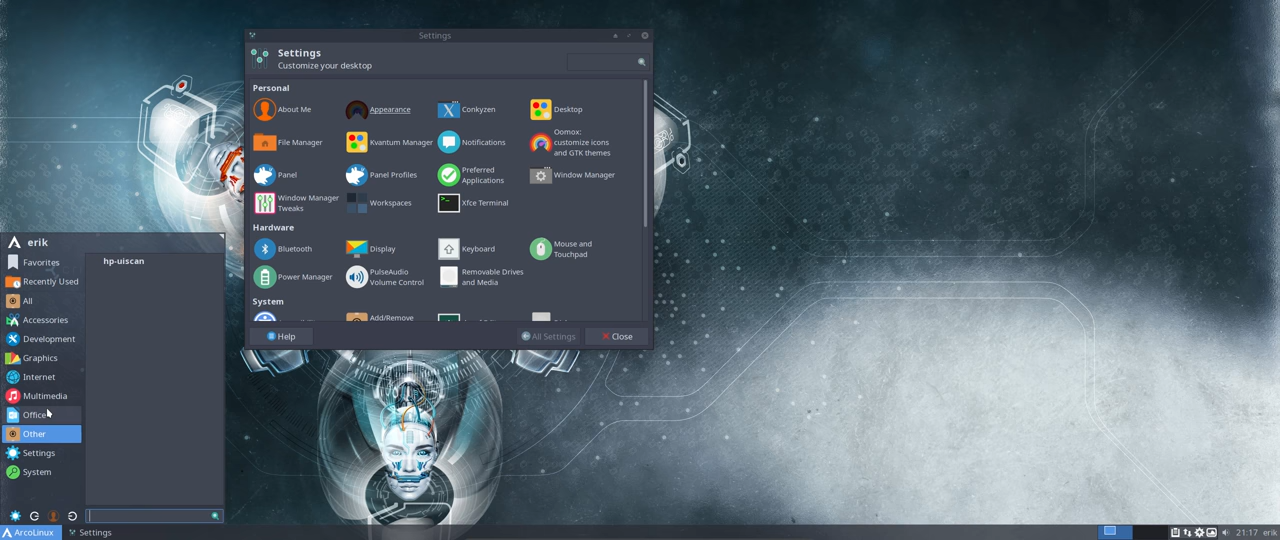 Settings
Settings
Customize your desktop
Personal
About Me
Appearance
Conkyzen
Desktop
File Manager
Kvantum Manager
Notifications
Oomox:
customize icons
and GTK themes
Panel
Panel Profiles
Preferred
Applications
Window Manager
Window Manager
Tweaks
Workspaces
Xfce Terminal
Hardware
Bluetooth
Display
Keyboard
Mouse and
Touchpad
Power Manager
PulseAudio
Volume Control
Removable Drives
and Media
System
Add/Remove
Help
All Settings
Close
erik
Favorites
Recently Used
All
Accessories
Development
Graphics
Internet
Multimedia
Office
Other
Settings
System
hp-uiscan
ArcoLinux
Settings
21:17
erik